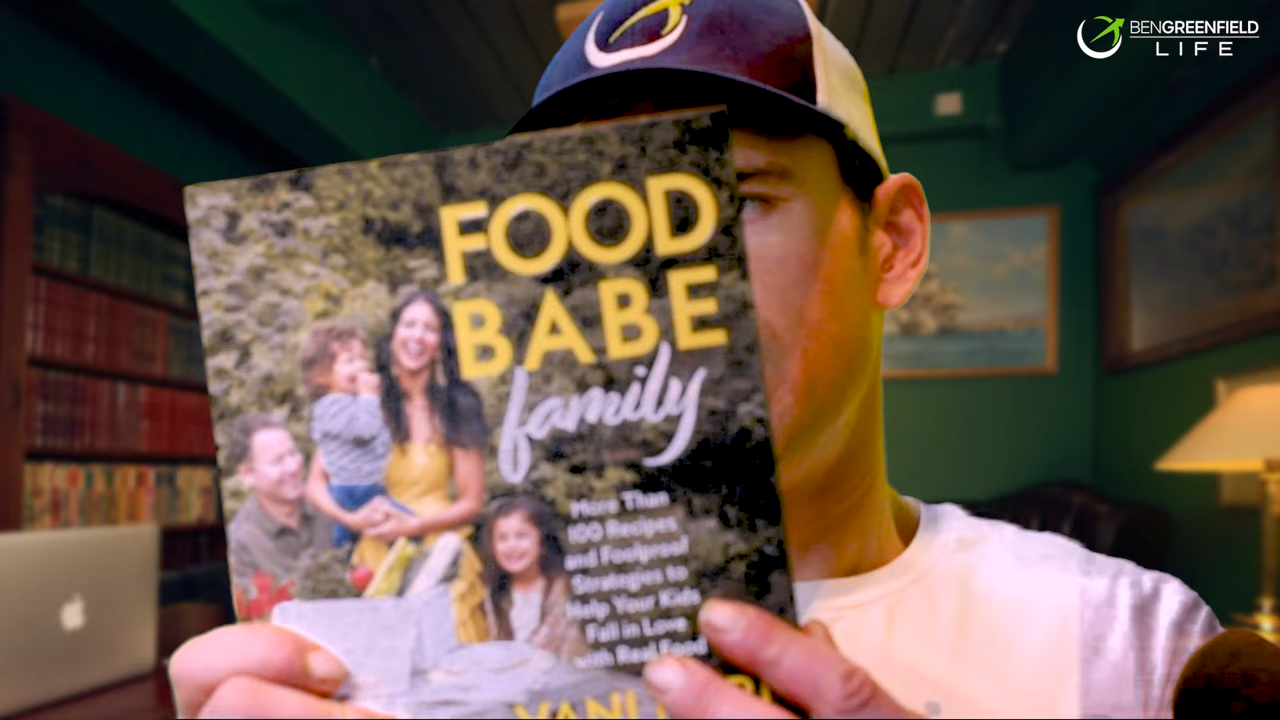 BENGREENFIELD
LIFE
FOOD
BABE
family
More Than
100 Recipes
and Foolproof
Strategies to
Help Your Kids
Fall in Love
with Real Food
VANI